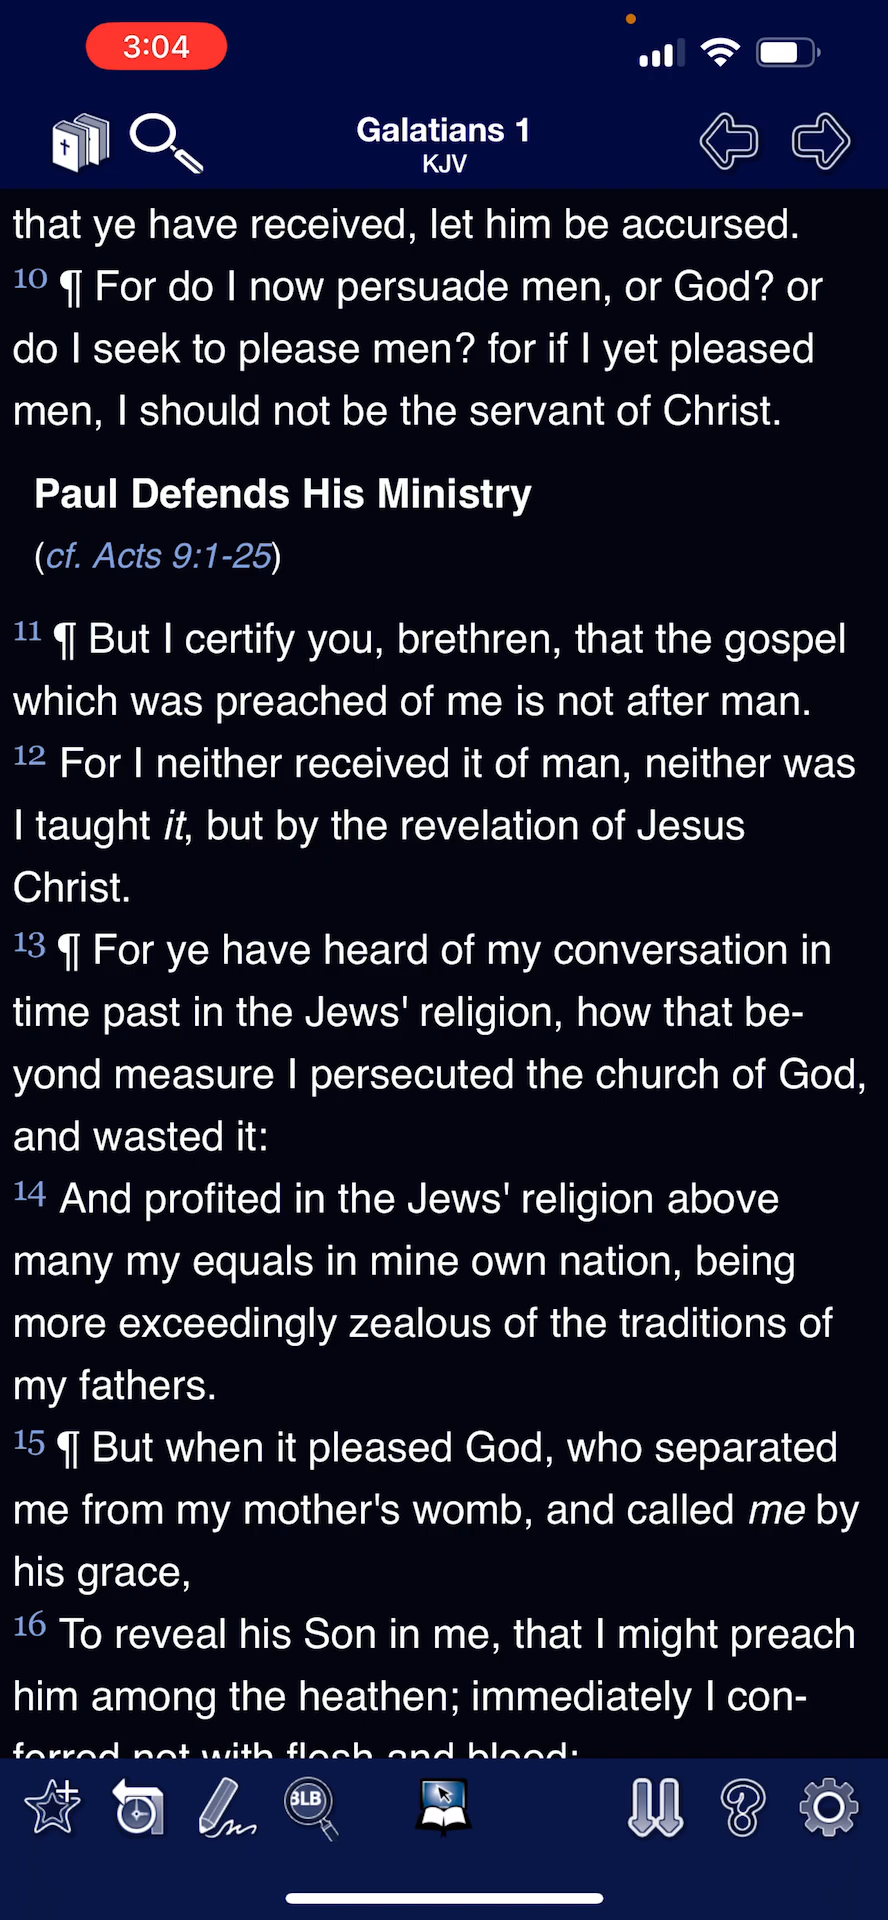 3:04
Galatians 1
KJV
that ye have received, let him be accursed.
10 ¶ For do I now persuade men, or God? or
do I seek to please men? for if I yet pleased
men, I should not be the servant of Christ.
Paul Defends His Ministry
(cf. Acts 9:1-25)
11 ¶ But I certify you, brethren, that the gospel
which was preached of me is not after man.
12 For I neither received it of man, neither was
I taught it, but by the revelation of Jesus
Christ.
13 ¶ For ye have heard of my conversation in
time past in the Jews' religion, how that be-
yond measure I persecuted the church of God,
and wasted it:
14 And profited in the Jews' religion above
many my equals in mine own nation, being
more exceedingly zealous of the traditions of
my fathers.
15 ¶ But when it pleased God, who separated
me from my mother's womb, and called me by
his grace,
16 To reveal his Son in me, that I might preach
him among the heathen; immediately I con-
ferred not with flesh and blood:
BLB